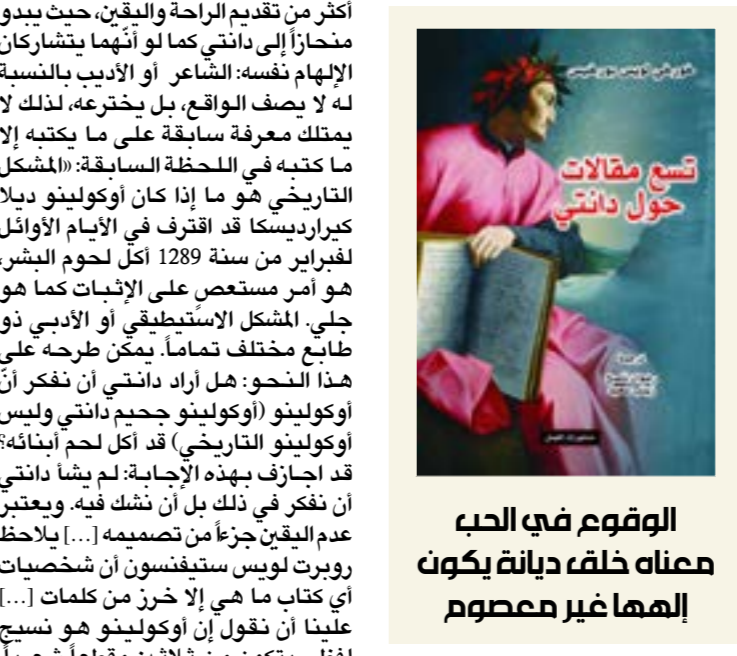 أكثر من تقديم الراحة واليقين، حيث يبدو
منحازاً إلى دانتي كما لو أنّهما يتشاركان
الإلهام نفسه: الشاعر أو الأديب بالنسبة
له لا يصف الواقع، بل يخترعه، لذلك لا
يمتلك معرفة سابقة على ما يكتبه إلا
ما كتبه في اللحظة السابقة: «المشكل
التاريخي هو ما إذا كان أوكولينو ديلا
كيرارديسكا قد اقترف في الأيام الأوائل
لفبراير من سنة 1289 أكل لحوم البشر،
هو أمر مستعصٍ على الإثبات كما هو
جلي. المشكل الاستيطيقي أو الأدبي ذو
طابع مختلف تماماً. يمكن طرحه على
هذا النحو: هل أراد دانتي أن نفكر أنّ
أوكولينو (أوكولينو جحيم دانتي وليس
أوكولينو التاريخي) قد أكل لحم أبنائه؟
قد اجازف بهذه الإجابة: لم يشأ دانتي
أن نفكر في ذلك بل أن نشك فيه. ويعتبر
عدم اليقين جزءاً من تصميمه [...] يلاحظ
روبرت لويس ستيفنسون أن شخصيات
أي كتاب ما هي إلا خرز من كلمات [...]
علينا أن نقول إن أوكولينو هو نسيج
خورخي لويس بورخيس
تسع مقالات
حول دانتي
الوقوع في الحب
معناه خلق ديانة يكون
إلهها غير معصوم